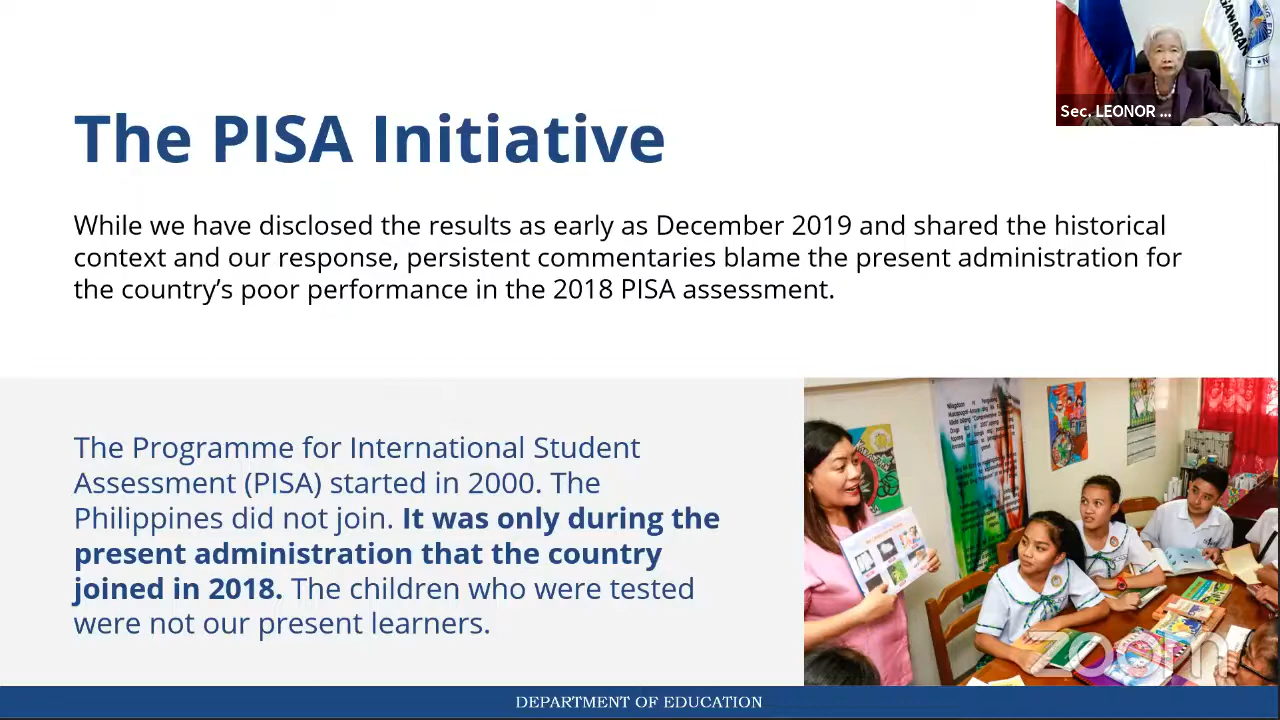 Sec. LEONOR ...
The PISA Initiative
While we have disclosed the results as early as December 2019 and shared the historical
context and our response, persistent commentaries blame the present administration for
the country's poor performance in the 2018 PISA assessment.
The Programme for International Student
Assessment (PISA) started in 2000. The
Philippines did not join. It was only during the
present administration that the country
joined in 2018. The children who were tested
were not our present learners.
zoom
DEPARTMENT OF EDUCATION